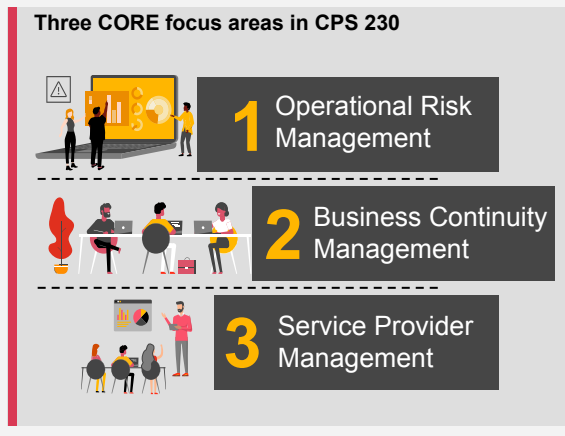 Three CORE focus areas in CPS 230
1
Operational Risk
Management
2
Business Continuity
Management
3
Service Provider
Management